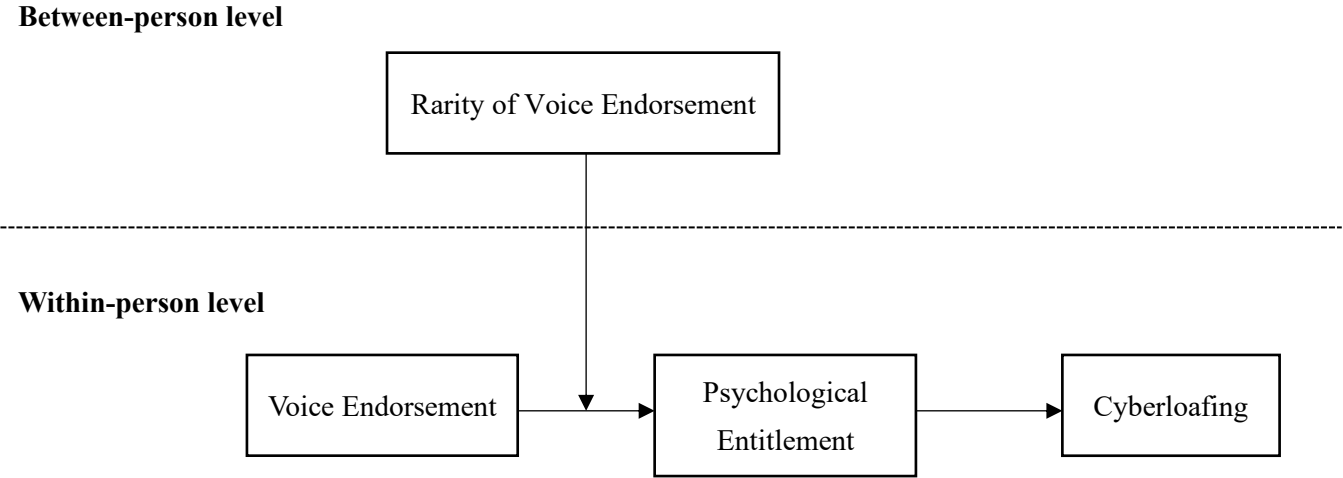 Between-person level
Rarity of Voice Endorsement
Within-person level
Voice Endorsement
Psychological
Entitlement
Cyberloafing